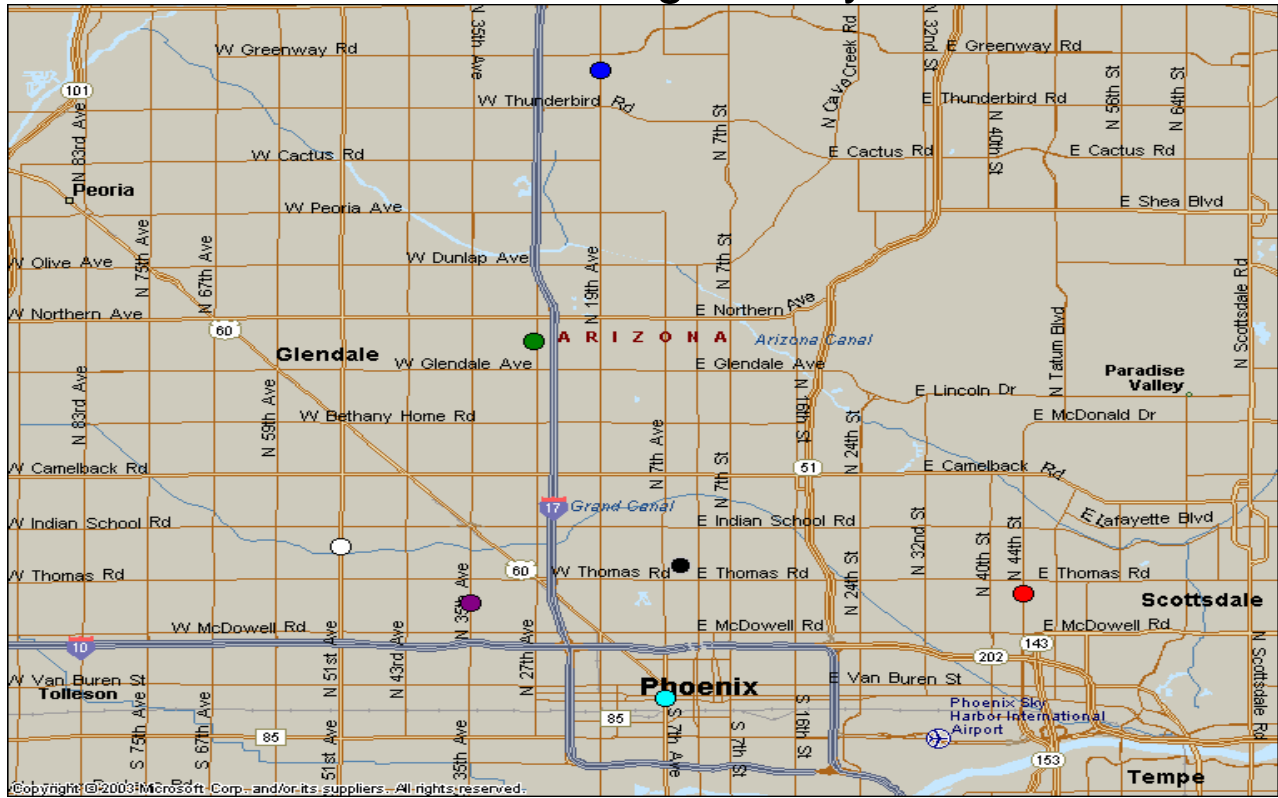 W Greenway Rd
N 35th Ave
N 32nd St
E Greenway Rd
101
W Thunderbird Rd
N Cave Creek Rd
E Thunderbird Rd
N 56th St
N 64th St
N 83rd Ave
N 7th St
N 40th St
W Cactus Rd
E Cactus Rd
E Cactus Rd
Peoria
W Peoria Ave
E Shea Blvd
N 75th Ave
N 67th Ave
W Olive Ave
W Dunlap Ave
N 19th Ave
N 7th St
N Scottsdale Rd
W Northern Ave
E Northern Ave
60
ARIZONA
Arizona Canal
N Tatum Blvd
Glendale
W Glendale Ave
E Glendale Ave
Paradise
Valley
N 83rd Ave
N 59th Ave
E Lincoln Dr
W Bethany Home Rd
N 16th St
N 24th St
E McDonald Dr
N 7th Ave
N 7th St
W Camelback Rd
51
E Camelback Rd
17
Grand Canal
W Indian School Rd
E Indian School Rd
N 32nd St
E Lafayette Blvd
N 40th St
N 44th St
W Thomas Rd
60
W Thomas Rd
E Thomas Rd
N 24th St
E Thomas Rd
N 35th Ave
Scottsdale
W McDowell Rd
E McDowell Rd
E McDowell Rd
10
N 51st Ave
N 43rd Ave
N 27th Ave
202
143
N Scottsdale Rd
W Van Buren St
E Van Buren St
Tolleson
Phoenix
S 75th Ave
S 67th Ave
85
51st Ave
35th Ave
85
S 7th Ave
S 7th St
S 16th St
Phoenix Sky
Harbor International
Airport
153
Tempe
Copyright © 2003 Microsoft Corp. and/or its suppliers. All rights reserved.